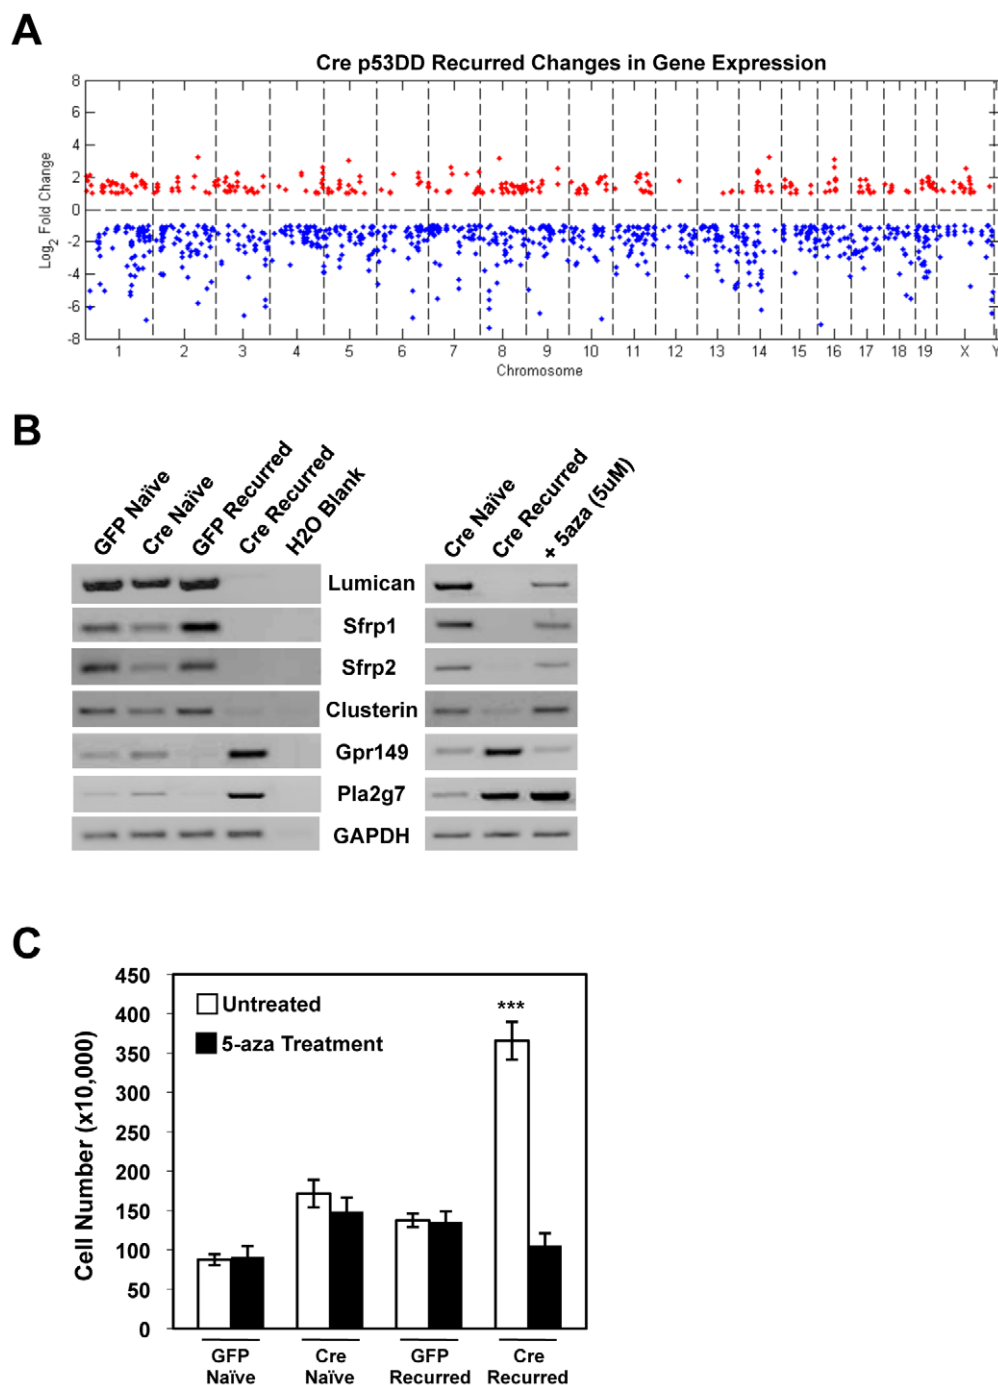 A
Cre p53DD Recurred Changes in Gene Expression
8
6
4
2
0
-2
-4
-6
-8
Log2 Fold Change
1 2 3 4 5 6 7 8 9 10 11 12 13 14 15 16 17 18 19 X Y
Chromosome
B
GFP Naïve
Cre Naïve
GFP Recurred
Cre Recurred
H2O Blank
Cre Naïve
Cre Recurred
+ 5aza (5uM)
Lumican
Sfrp1
Sfrp2
Clusterin
Gpr149
Pla2g7
GAPDH
C
450
400
350
300
250
200
150
100
50
0
Cell Number (x10,000)
Untreated
5-aza Treatment
***
GFP Naïve
Cre Naïve
GFP Recurred
Cre Recurred